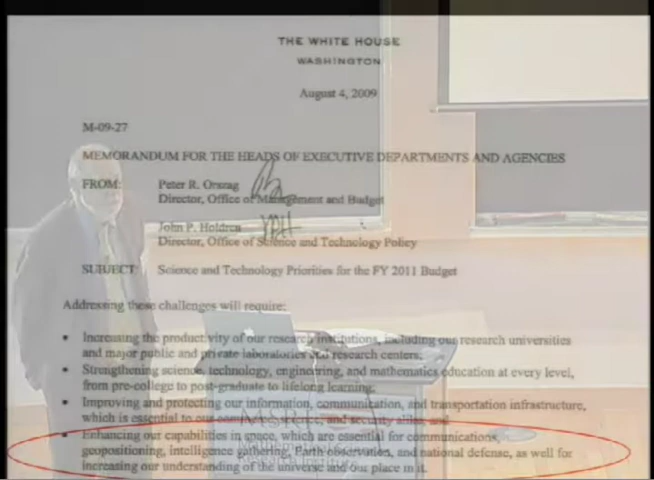 THE WHITE HOUSE
WASHINGTON
August 4, 2009
M-09-27
MEMORANDUM FOR THE HEADS OF EXECUTIVE DEPARTMENTS AND AGENCIES
FROM: Peter R. Orszag
Director, Office of Management and Budget
John P. Holdren
Director, Office of Science and Technology Policy
SUBJECT: Science and Technology Priorities for the FY 2011 Budget
Addressing these challenges will require:
• Increasing the productivity of our research institutions, including our research universities
and major public and private laboratories and research centers;
• Strengthening science, technology, engineering, and mathematics education at every level,
from pre-college to post-graduate to lifelong learning;
• Improving and protecting our information, communication, and transportation infrastructure,
which is essential to our and security
MSRI
• Enhancing our capabilities in space, which are essential for communications,
geopositioning, intelligence gathering, Earth observation, and national defense, as well for
increasing our understanding of the universe and our place in it.
Research Institute